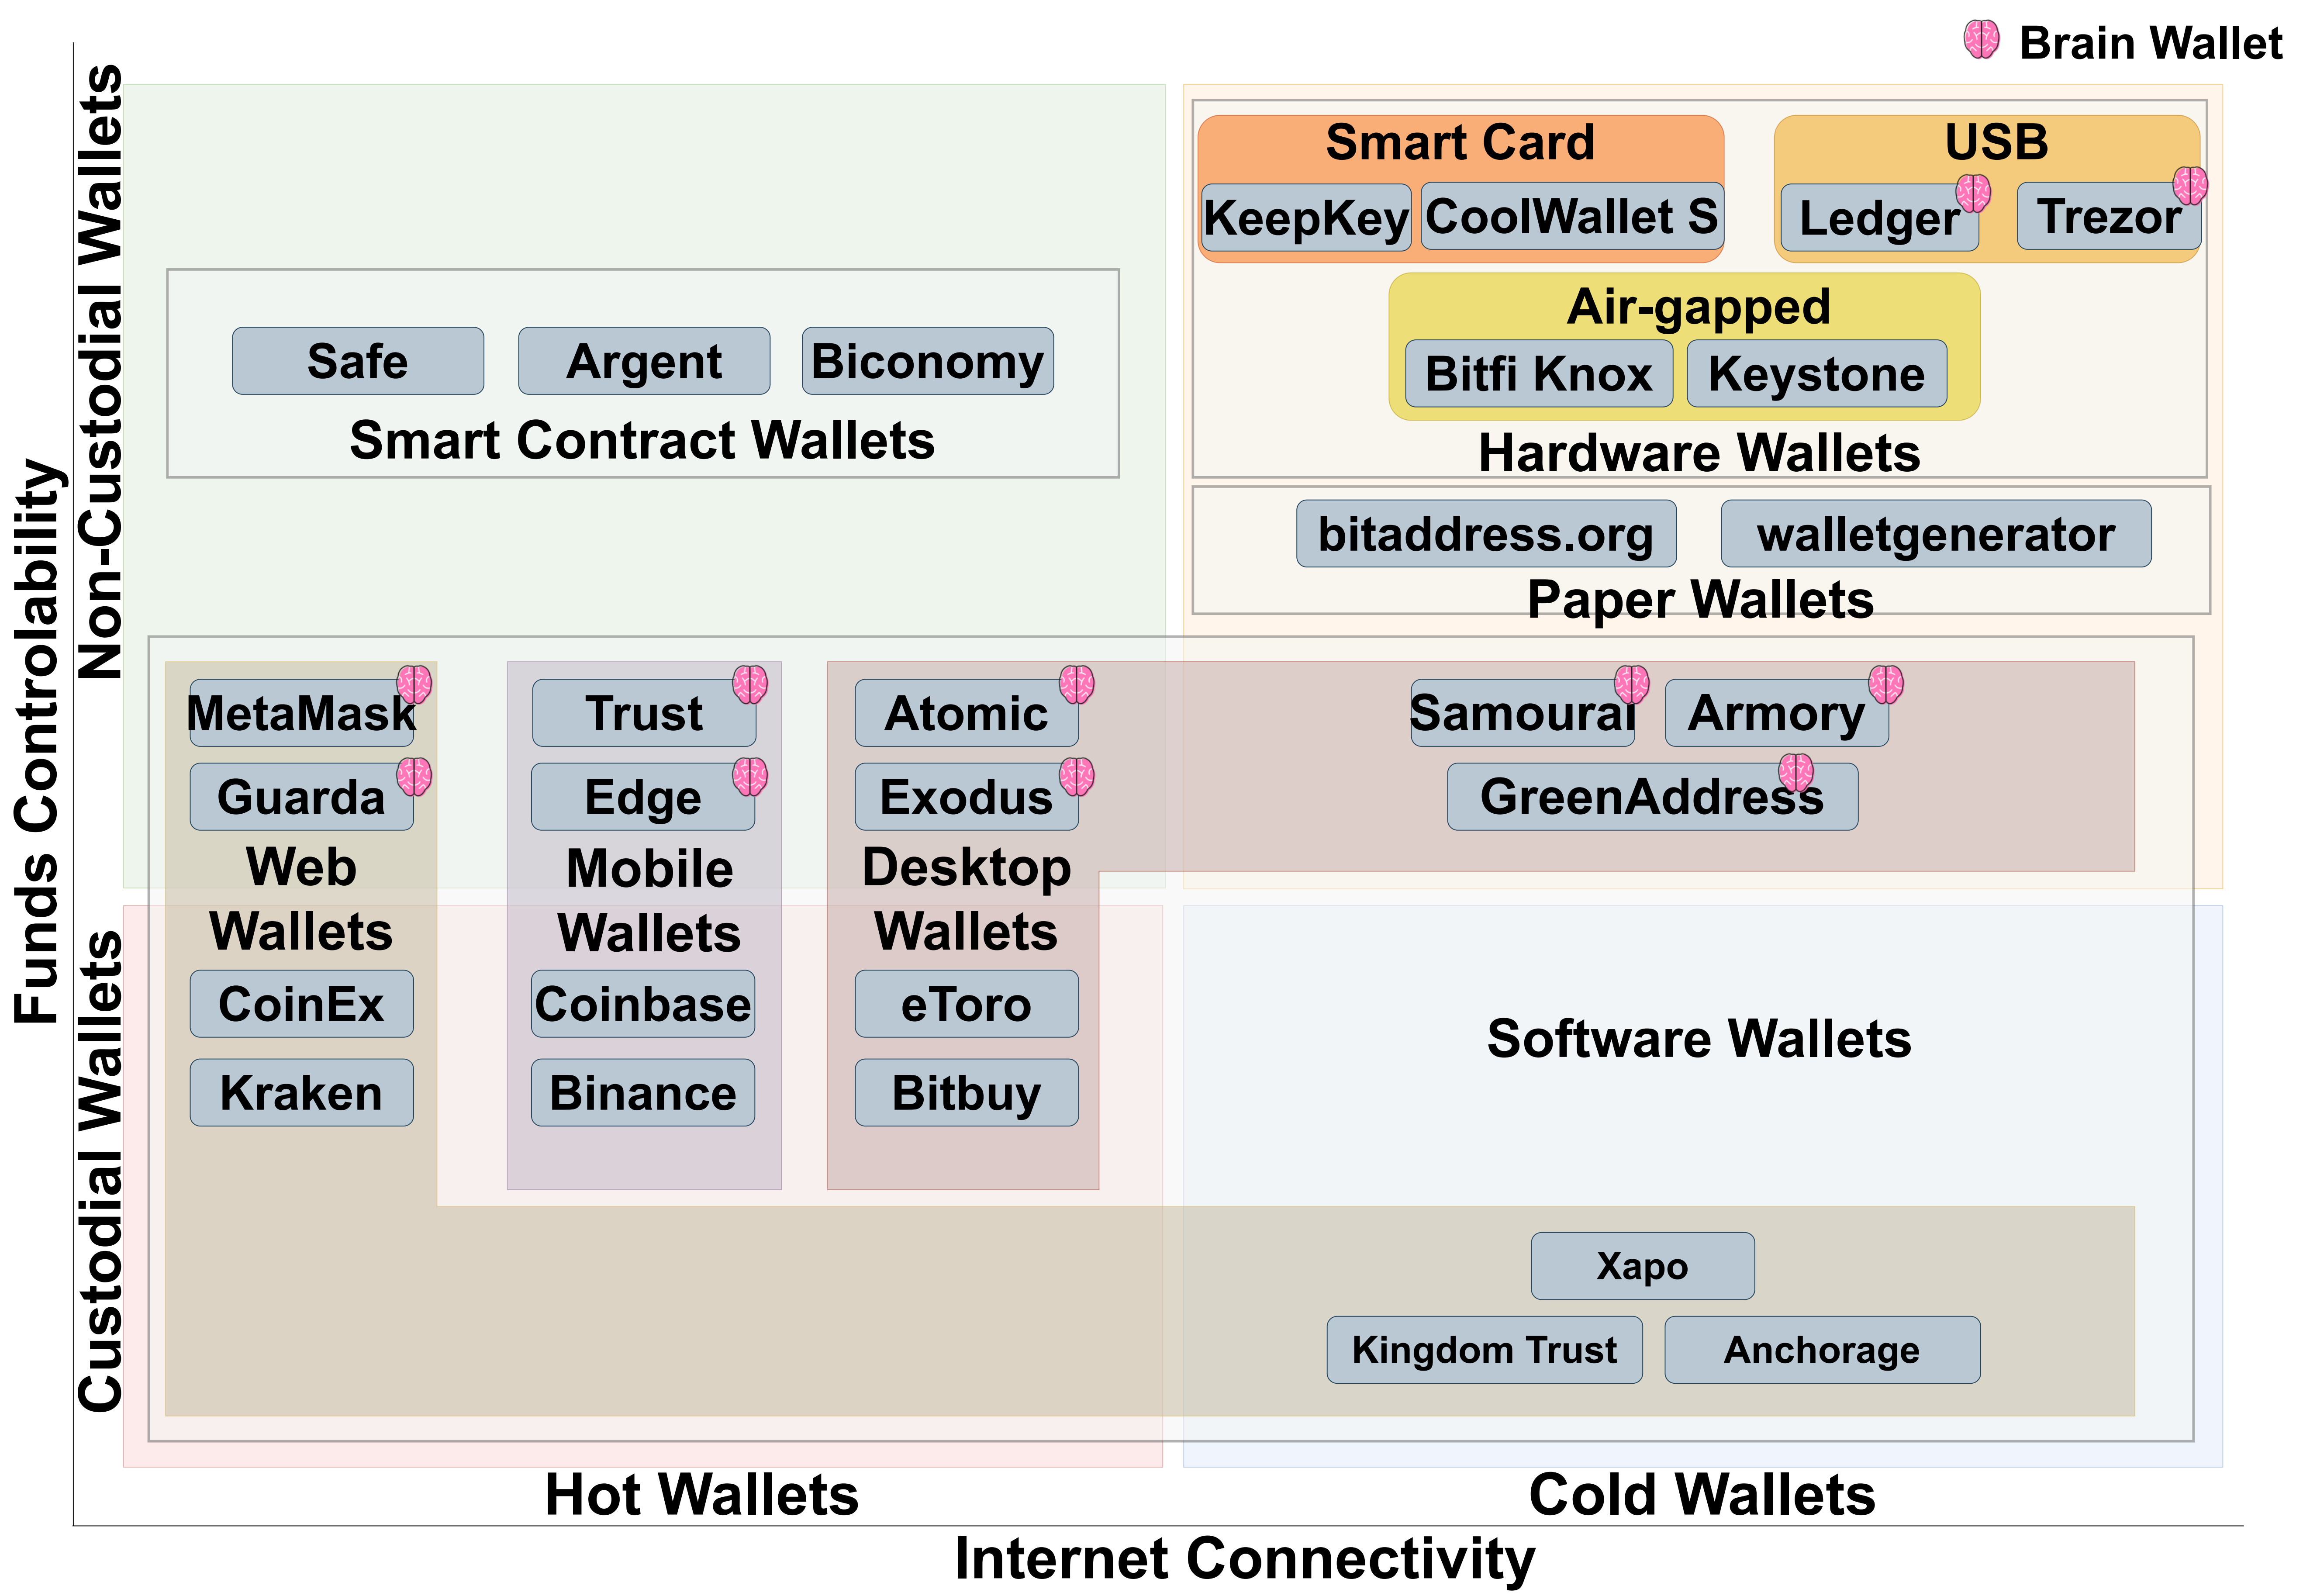 Brain Wallet
Funds Controlability
Non-Custodial Wallets
Custodial Wallets
Smart Card
KeepKey
CoolWallet S
USB
Ledger
Trezor
Air-gapped
Bitfi Knox
Keystone
Hardware Wallets
Safe
Argent
Biconomy
Smart Contract Wallets
bitaddress.org
walletgenerator
Paper Wallets
MetaMask
Guarda
Web
Wallets
CoinEx
Kraken
Trust
Edge
Mobile
Wallets
Coinbase
Binance
Atomic
Exodus
Desktop
Wallets
eToro
Bitbuy
Samourai
Armory
GreenAddress
Software Wallets
Xapo
Kingdom Trust
Anchorage
Hot Wallets
Cold Wallets
Internet Connectivity